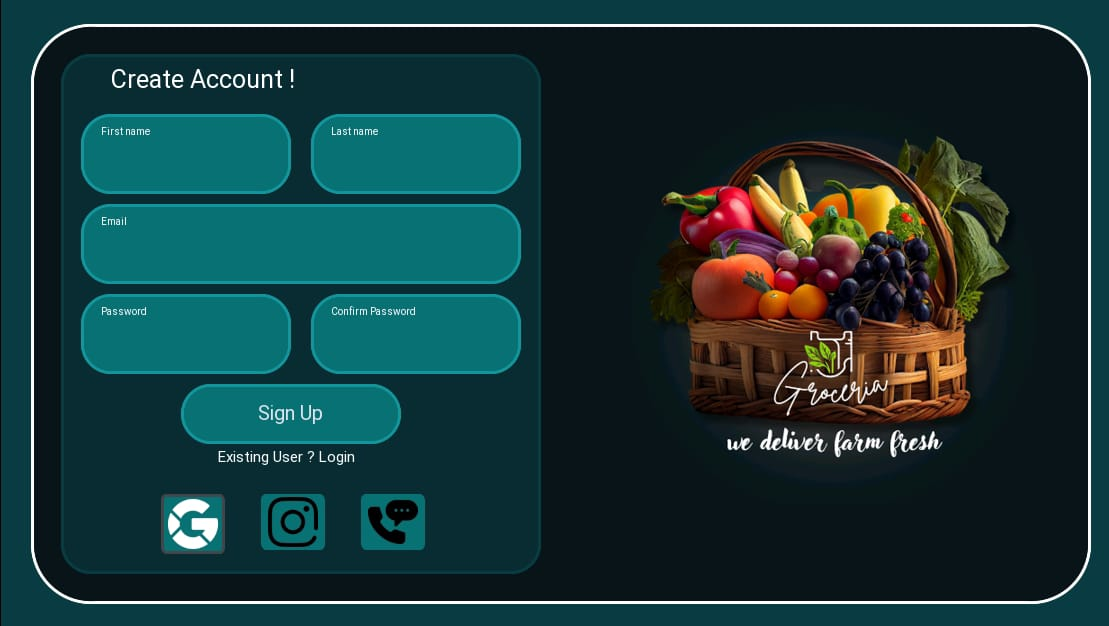 Create Account !
First name
Last name
Email
Password
Confirm Password
Sign Up
Existing User ? Login
Groceria
we deliver farm fresh